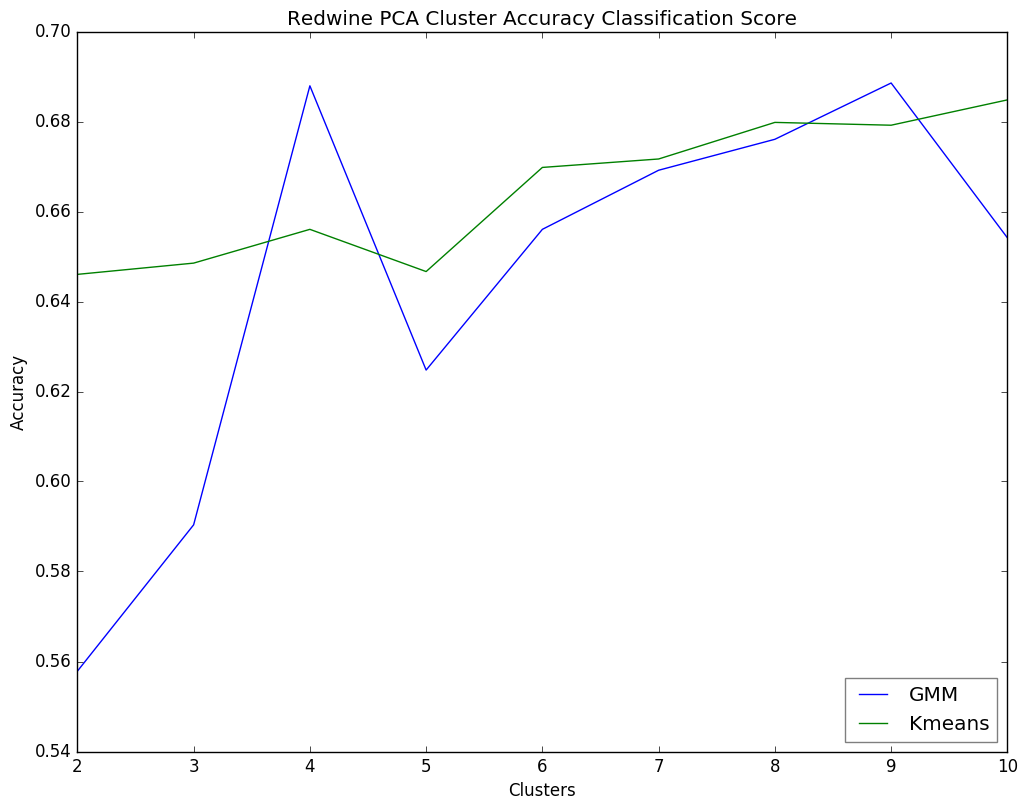 Redwine PCA Cluster Accuracy Classification Score
0.70
0.68
0.66
0.64
0.62
0.60
0.58
0.56
0.54
Accuracy
2 3 4 5 6 7 8 9 10
Clusters
GMM
Kmeans